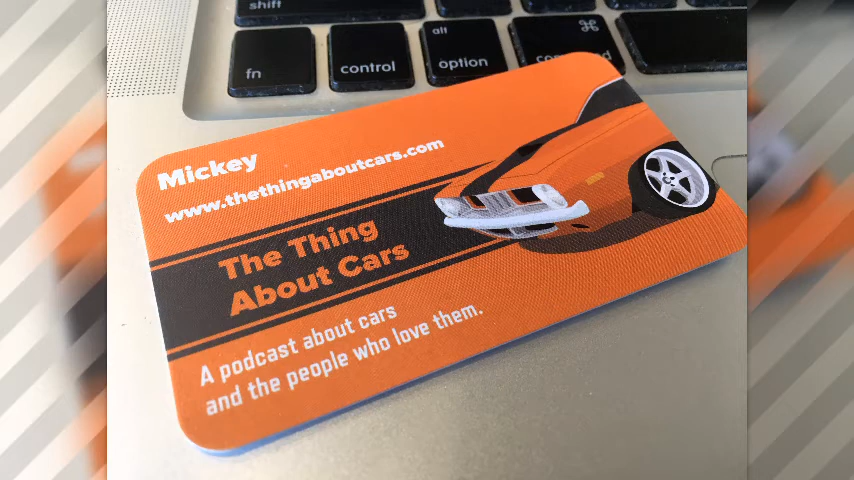 shift
fn
control
alt
option
⌘
Mickey
www.thethingaboutcars.com
The Thing
About Cars
A podcast about cars
and the people who love them.